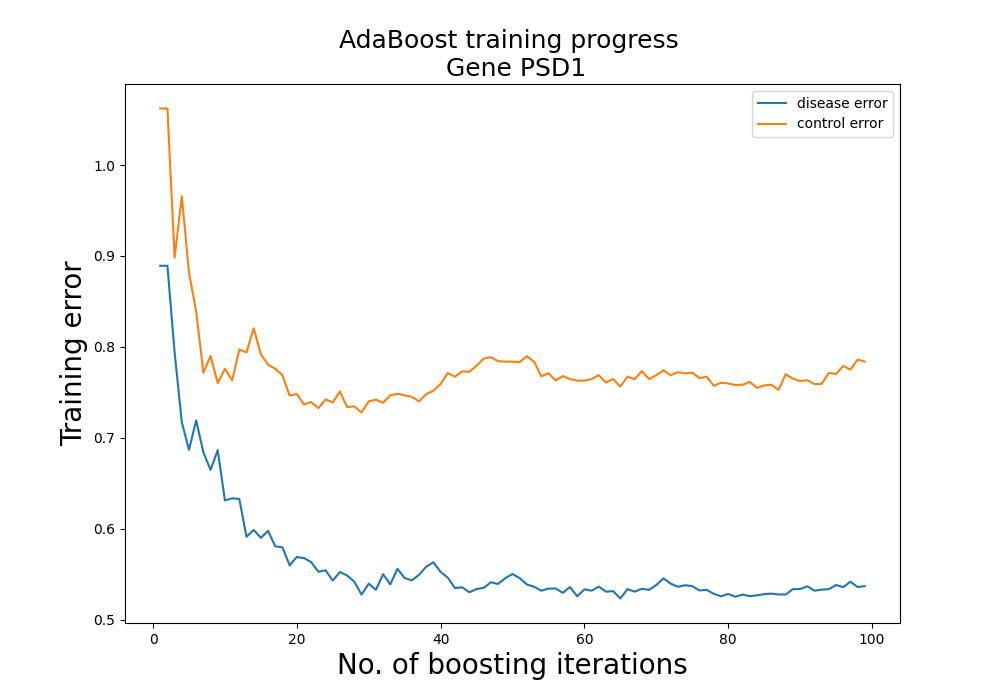 AdaBoost training progress
Gene PSD1
disease error
control error
Training error
1.0
0.9
0.8
0.7
0.6
0.5
0
20
40
60
80
100
No. of boosting iterations